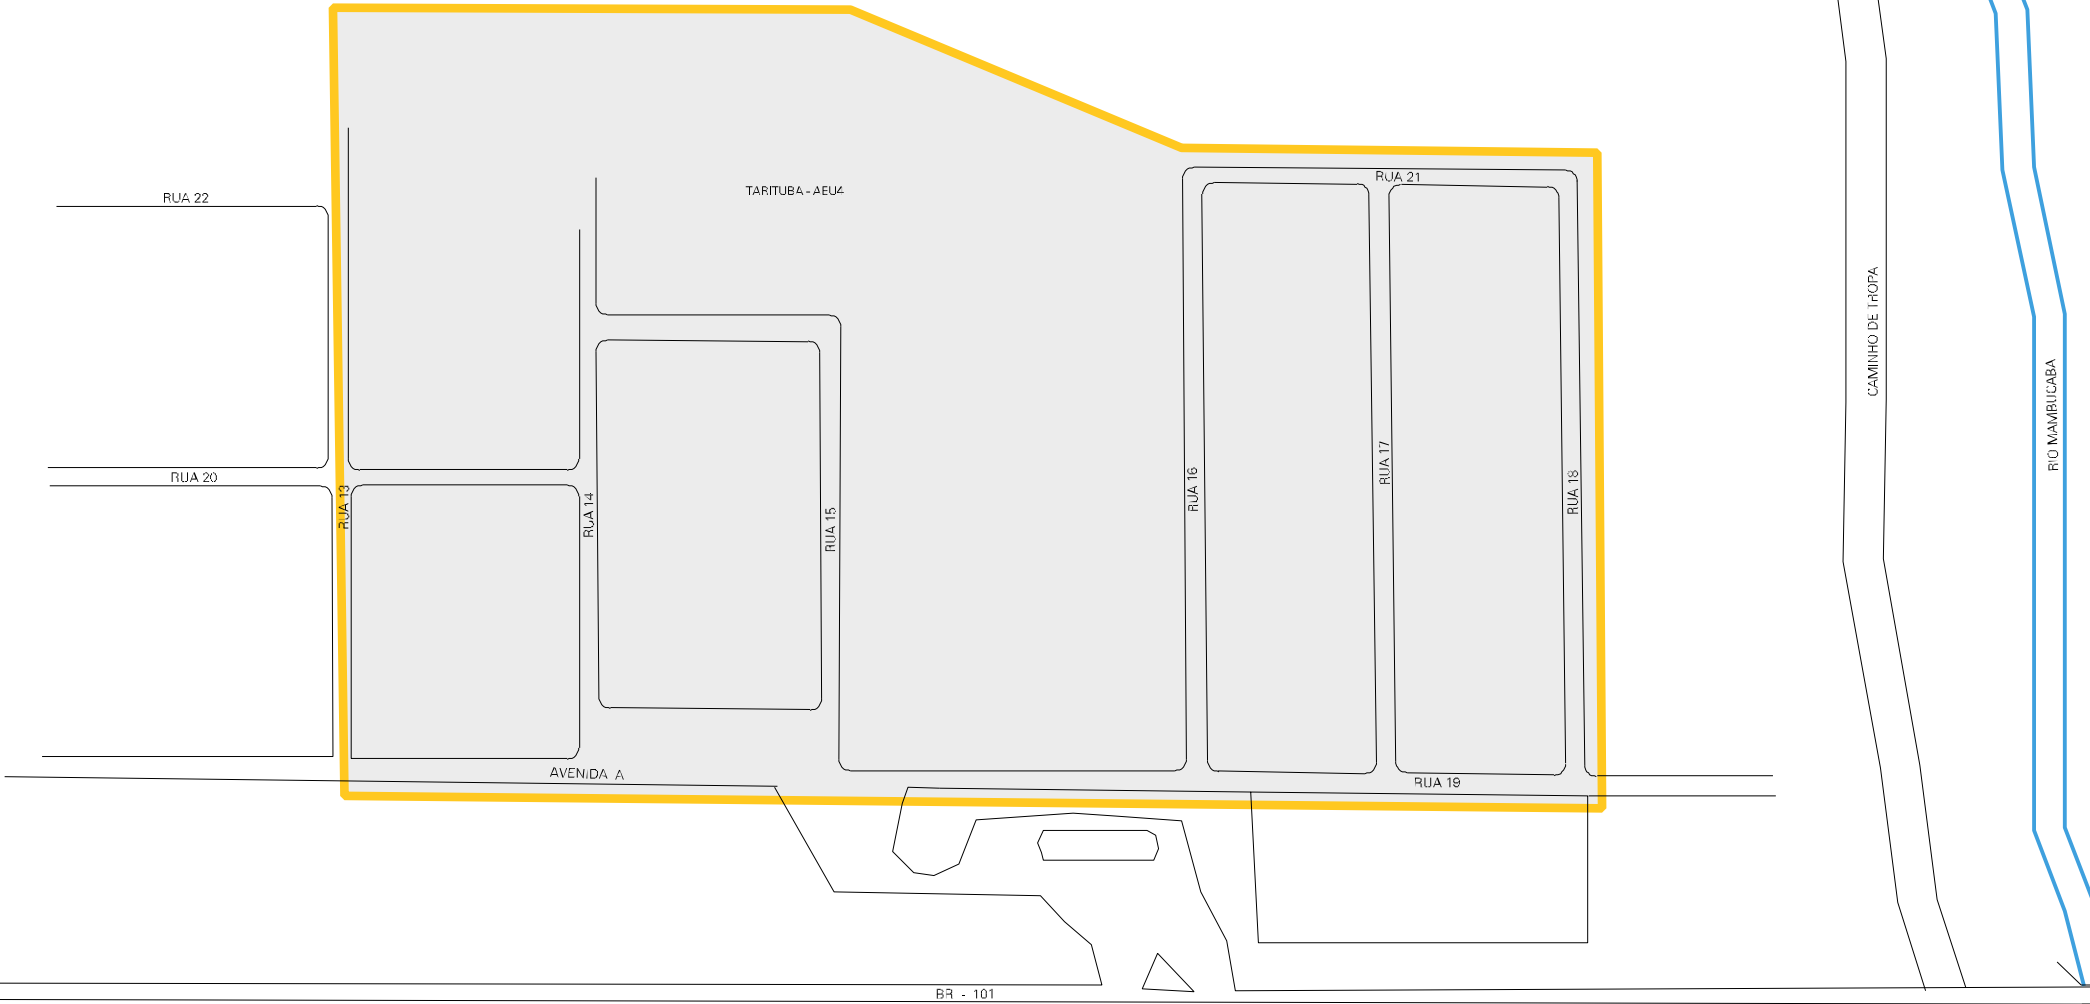 RUA 21
TARITUBA - AEU4
RUA 22
CAMINHO DE TROPA
RIO MAMBUCABA
RUA 20
RUA 13
RUA 14
RUA 15
RUA 16
RUA 17
RUA 18
AVENIDA A
RUA 19
BR - 101